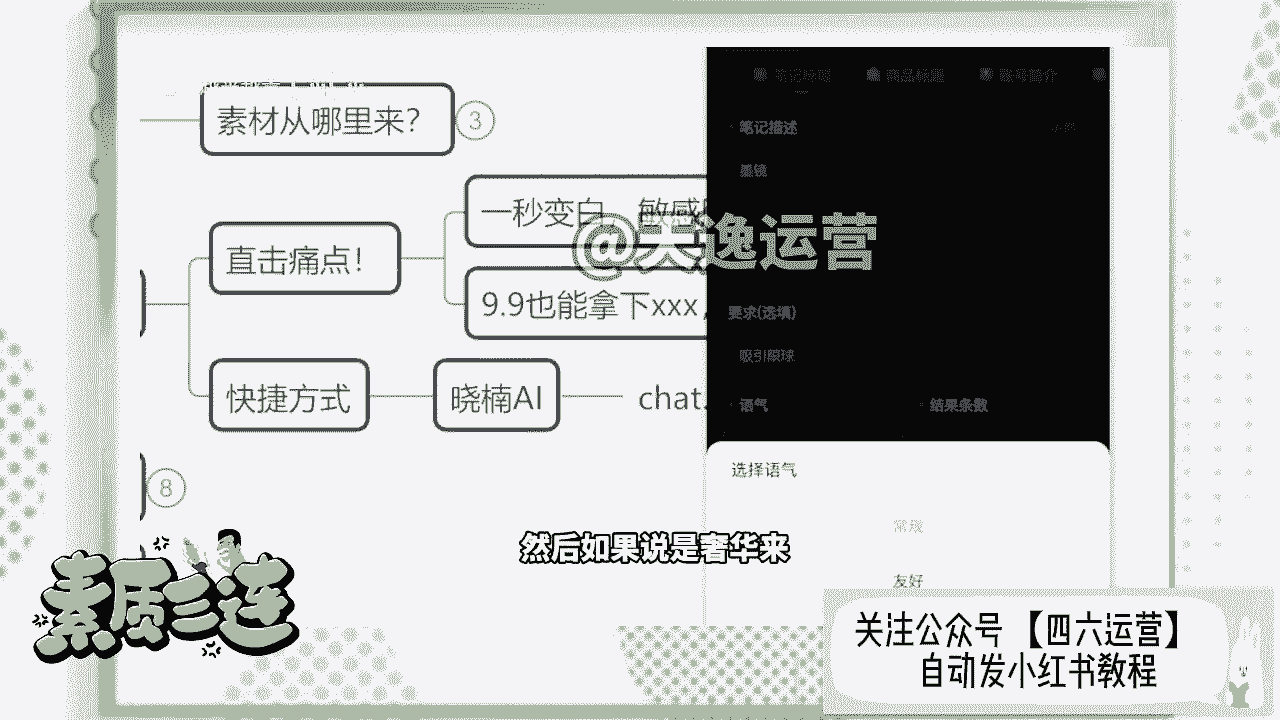 素材从哪里来？
3
直击痛点！
一秒变白，敏感
9.9也能拿下xxx，
快捷方式
晓楠AI
chat.
8
笔记标题
商品标题
账号简介
笔记描述
墨镜
@天逸运营
要求(选填)
吸引眼球
语气
结果条数
选择语气
常规
友好
然后如果说是奢华来
素质三连
关注公众号【四六运营】
自动发小红书教程